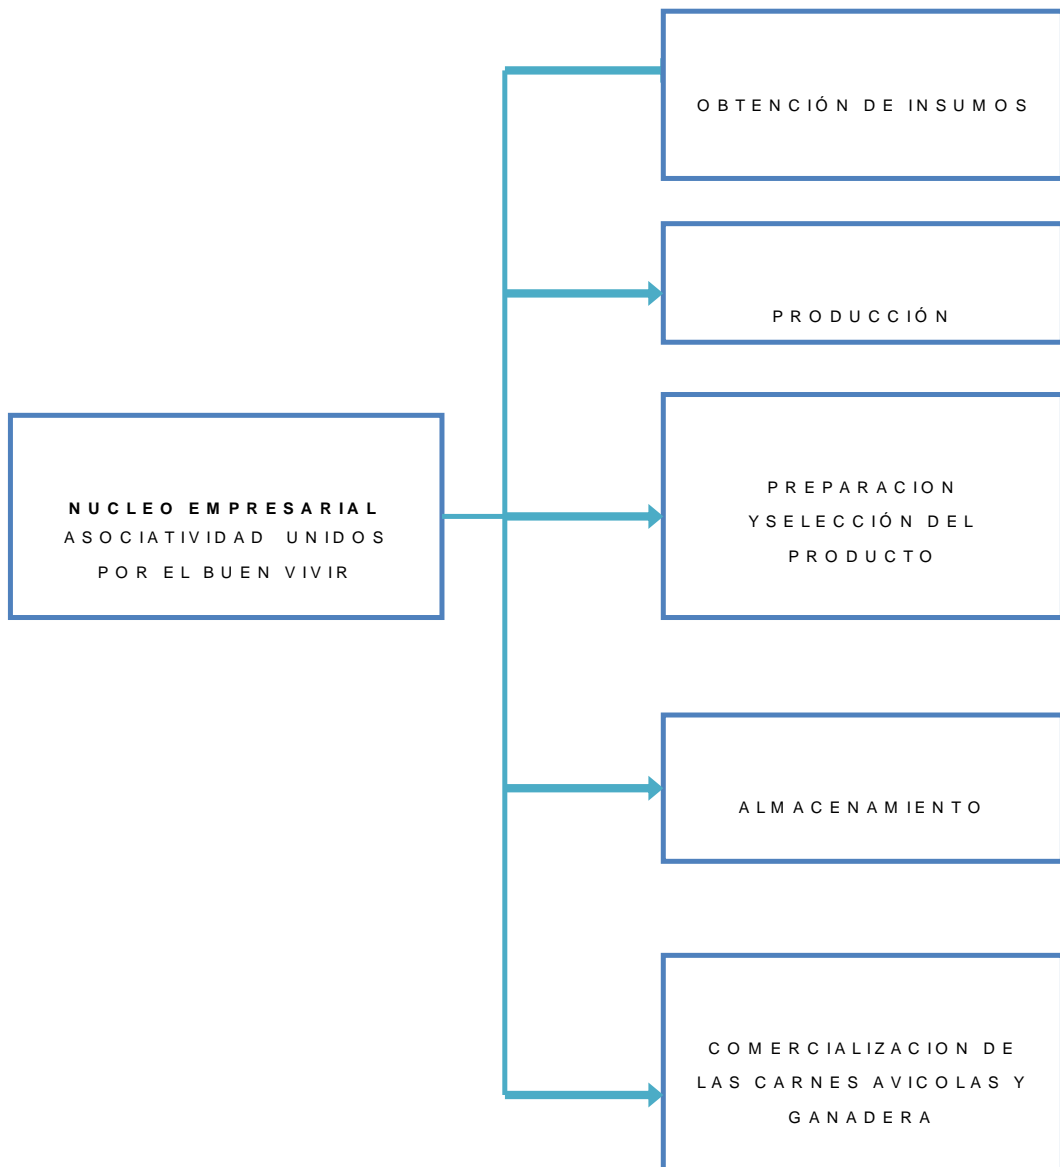 OBTENCIÓN DE INSUMOS
PRODUCCIÓN
NUCLEO EMPRESARIAL
ASOCIATIVIDAD UNIDOS
POR EL BUEN VIVIR
PREPARACION
YSELECCIÓN DEL
PRODUCTO
ALMACENAMIENTO
COMERCIALIZACION DE
LAS CARNES AVICOLAS Y
GANADERA